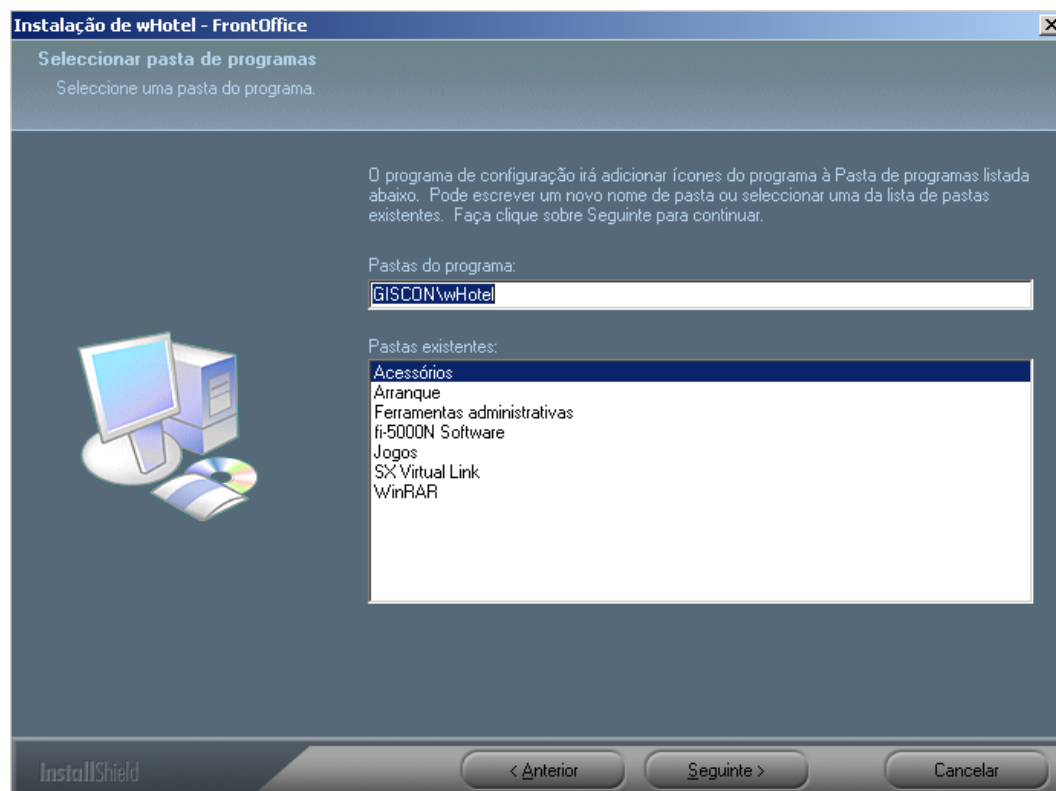 Instalação de wHotel - FrontOffice
Seleccionar pasta de programas
Seleccione uma pasta do programa.
O programa de configuração irá adicionar ícones do programa à Pasta de programas listada
abaixo. Pode escrever um novo nome de pasta ou seleccionar uma da lista de pastas
existentes. Faça clique sobre Seguinte para continuar.
Pastas do programa:
GISCON\wHotel
Pastas existentes:
Acessórios
Arranque
Ferramentas administrativas
fi-5000N Software
Jogos
SX Virtual Link
WinRAR
InstallShield
< Anterior
Seguinte >
Cancelar